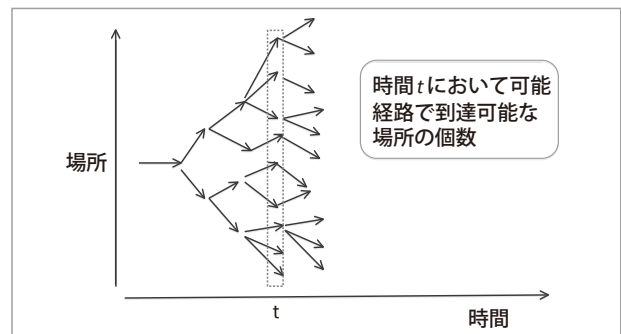 時間tにおいて可能
経路で到達可能な
場所の個数
場所
t
時間